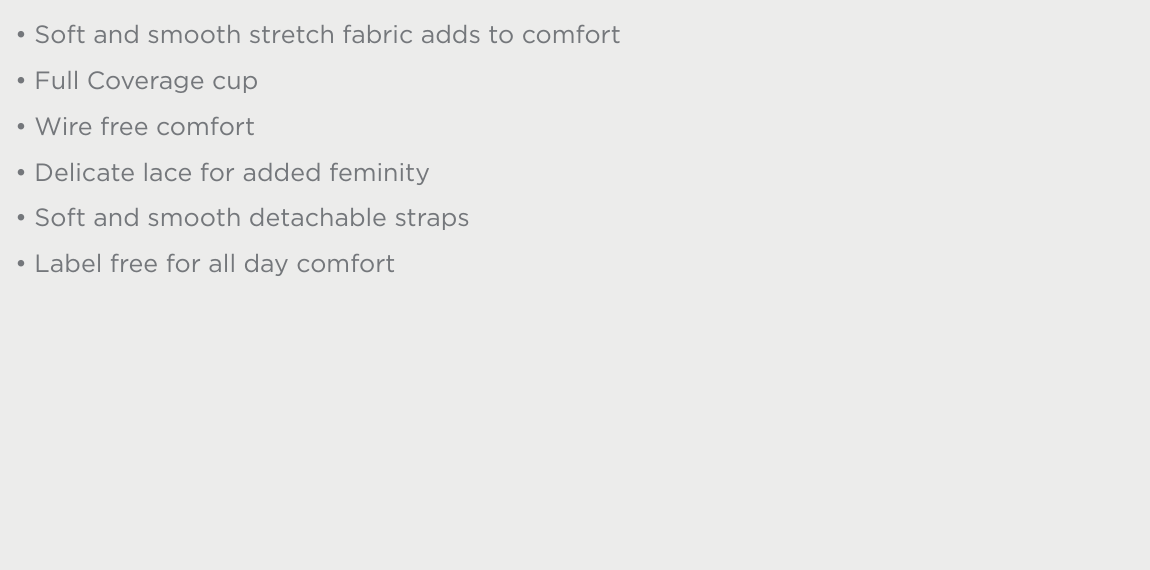 • Soft and smooth stretch fabric adds to comfort
• Full Coverage cup
• Wire free comfort
• Delicate lace for added feminity
• Soft and smooth detachable straps
• Label free for all day comfort